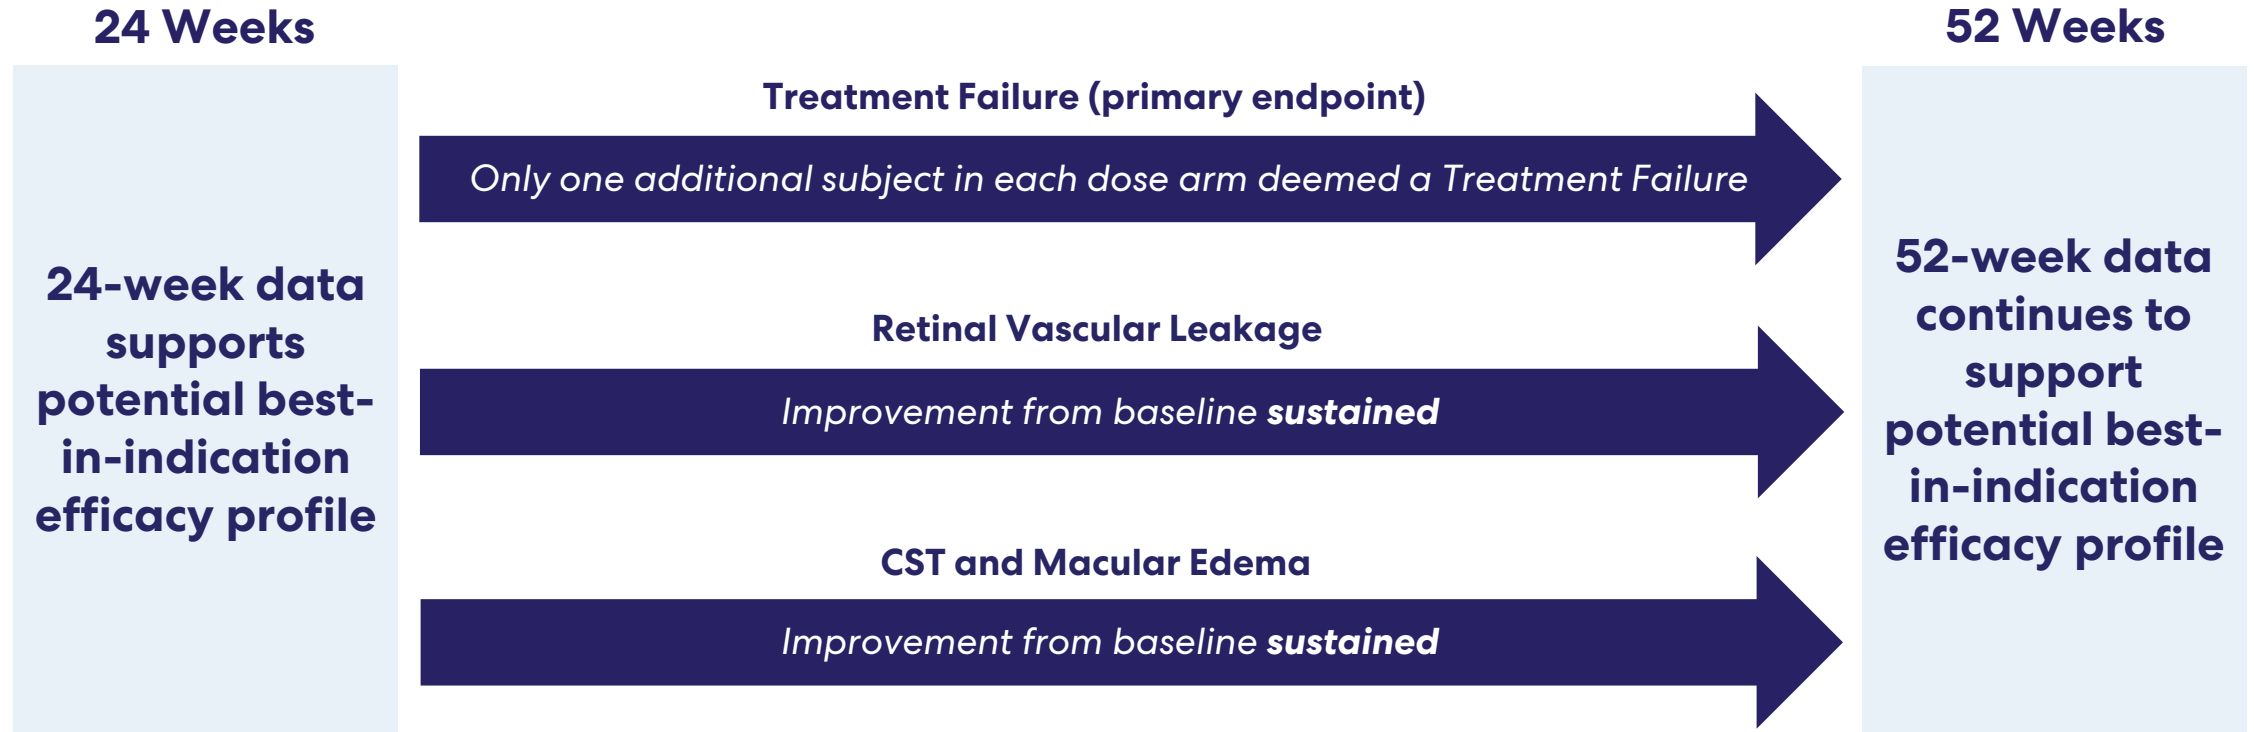 24 Weeks
52 Weeks
24-week data
supports
potential best-
in-indication
efficacy profile
Treatment Failure (primary endpoint)
Only one additional subject in each dose arm deemed a Treatment Failure
Retinal Vascular Leakage
Improvement from baseline sustained
CST and Macular Edema
Improvement from baseline sustained
52-week data
continues to
support
potential best-
in-indication
efficacy profile